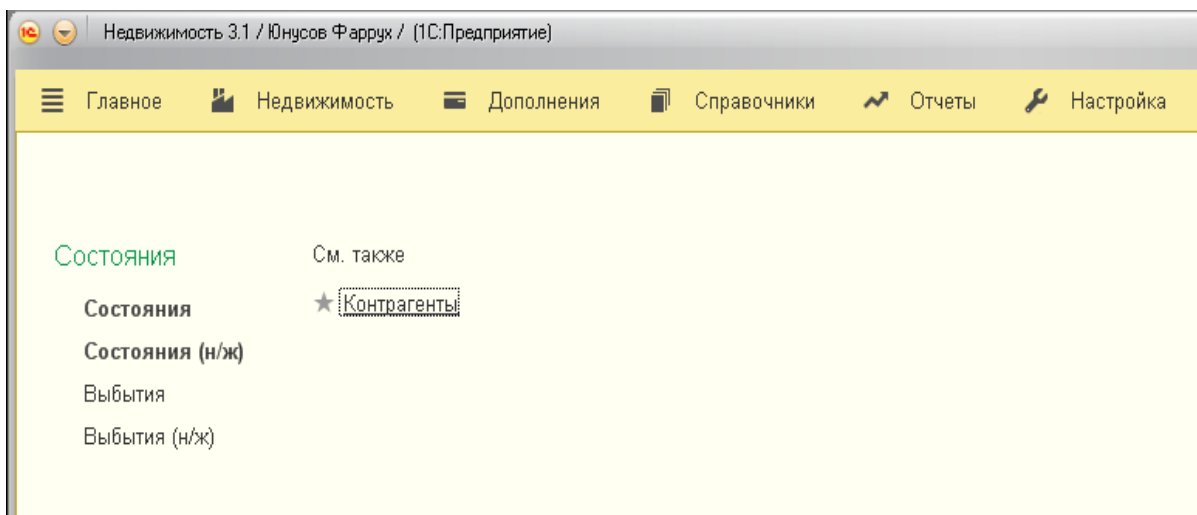 1С Недвижимость 3.1 / Юнусов Фаррух / (1С:Предприятие)
Главное Недвижимость Дополнения Справочники Отчеты Настройка
Состояния См. также
Состояния Контрагенты
Состояния (н/ж)
Выбытия
Выбытия (н/ж)